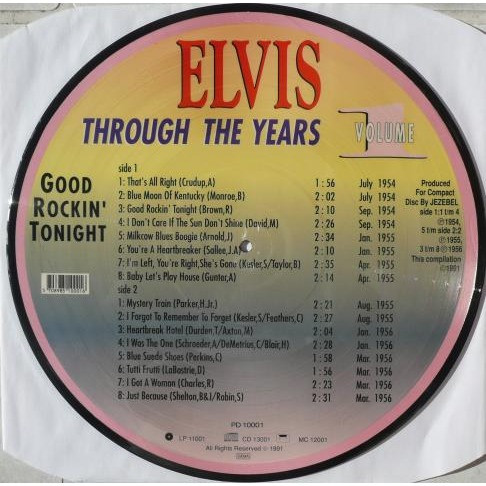 ELVIS
THROUGH THE YEARS
VOLUME 1
GOOD
ROCKIN'
TONIGHT
side 1
1: That's All Right (Crudup,A) 1 : 56 July 1954
2: Blue Moon Of Kentucky (Monroe,B) 2 : 02 July 1954
3: Good Rockin' Tonight (Brown,R) 2 : 10 Sep. 1954
4: I Don't Care If The Sun Don't Shine (David,M) 2 : 26 Sep. 1954
5: Milkrow Blues Boogie (Arnold,J) 2 : 34 Jan. 1955
6: You're A Heartbreaker (Sallee,J.A) 2 : 10 Jan. 1955
7: I'm Left, You're Right,She's Gone (Kesler,S/Taylor,B) 2 : 35 Apr. 1955
8: Baby Let's Play House (Gunter,A) 2 : 14 Apr. 1955
side 2
1: Mystery Train (Parker,H.Jr.) 2 : 21 Aug. 1955
2: I Forgot To Remember To Forget (Kesler,S/Feathers,C) 2 : 27 Aug. 1955
3: Heartbreak Hotel (Durden,T/Axton,M) 2 : 04 Jan. 1956
4: I Was The One (Schroeder,A/DeMetrius,C/Blair,H) 2 : 28 Jan. 1956
5: Blue Suede Shoes (Perkins,C) 1 : 58 Mar. 1956
6: Tutti Frutti (LaBostrie,D) 1 : 56 Mar. 1956
7: I Got A Woman (Charles,R) 2 : 23 Mar. 1956
8: Just Because (Shelton,B&J/Robin,S) 2 : 31 Mar. 1956
Produced
For Compact
Disc By JEZEBEL
side 1:1 t/m 4
℗ 1954,
5 t/m side 2:2
℗ 1955,
3 t/m 8 ℗ 1956
This compilation
℗ 1991
PD 10001
LP 11001 CD 13001 MC 12001
All Rights Reserved © 1991